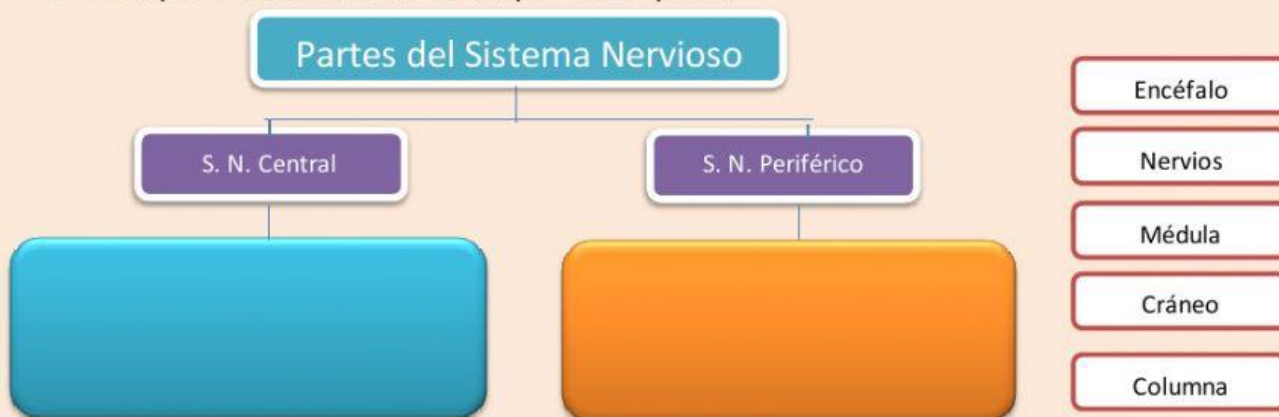 Partes del Sistema Nervioso
S. N. Central
S. N. Periférico
Encéfalo
Nervios
Médula
Cráneo
Columna